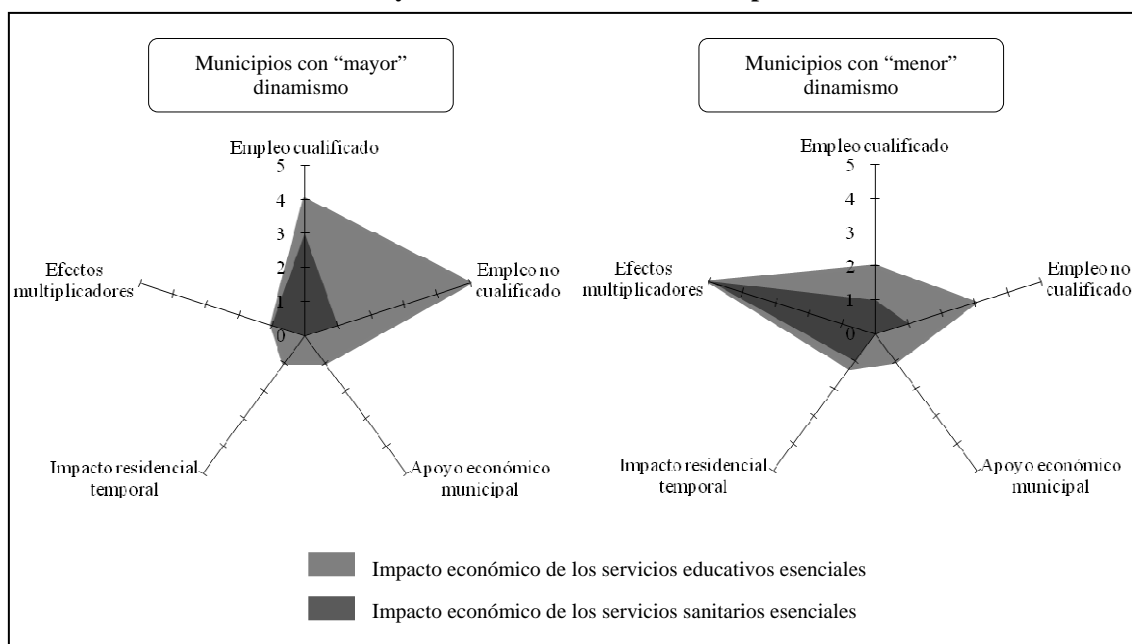 Municipios con “mayor”
dinamismo
Municipios con “menor”
dinamismo
Empleo cualificado
5
4
3
2
1
0
Efectos
multiplicadores
Empleo no
cualificado
Impacto residencial
temporal
Apoyo económico
municipal
Empleo cualificado
5
4
3
2
1
0
Efectos
multiplicadores
Empleo no
cualificado
Impacto residencial
temporal
Apoyo económico
municipal
Impacto económico de los servicios educativos esenciales
Impacto económico de los servicios sanitarios esenciales